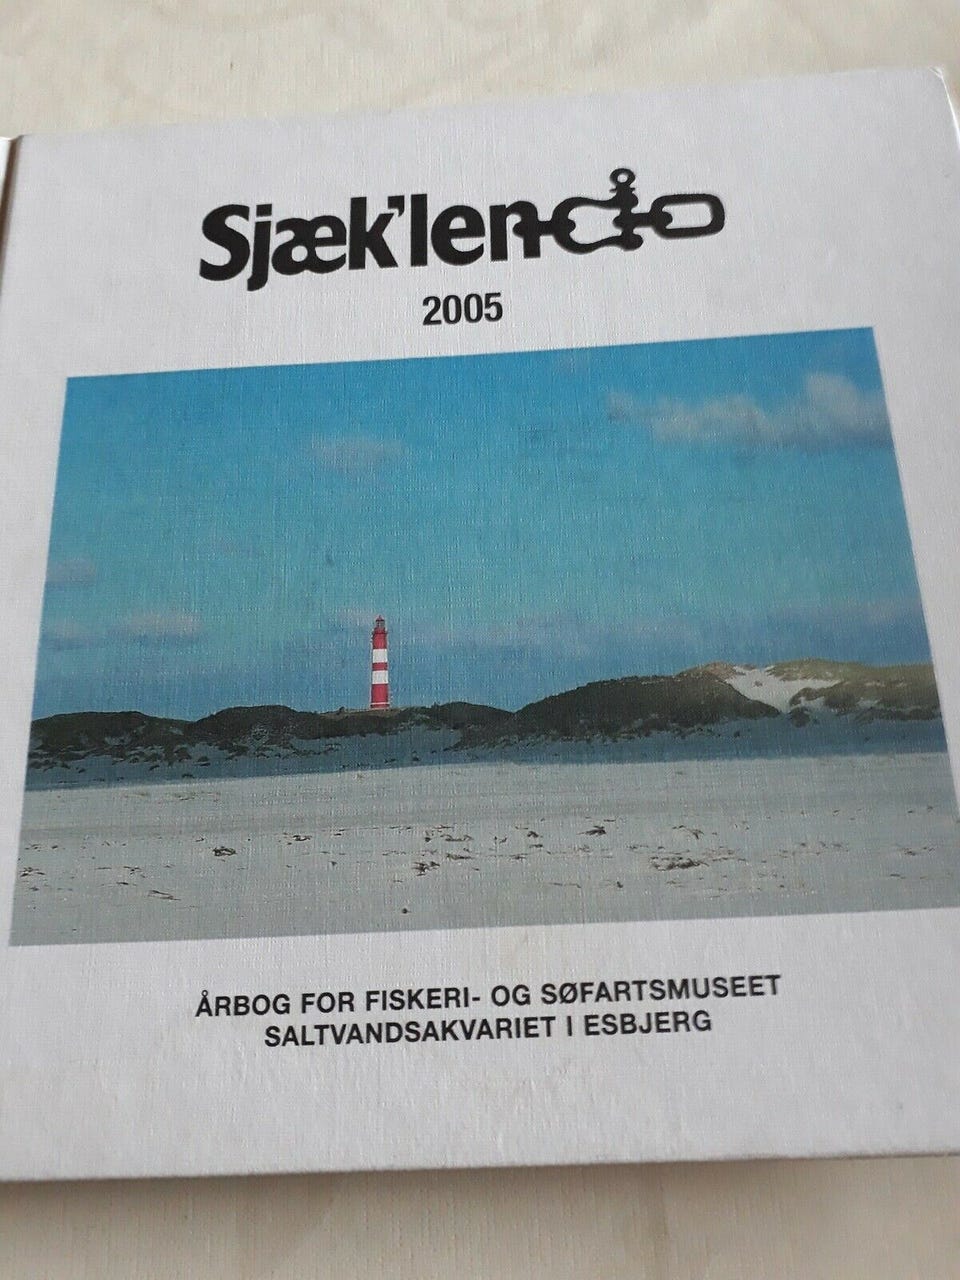 Sjæk'len
2005
ÅRBOG FOR FISKERI- OG SØFARTSMUSEET
SALTVANDSAKVARIET I ESBJERG